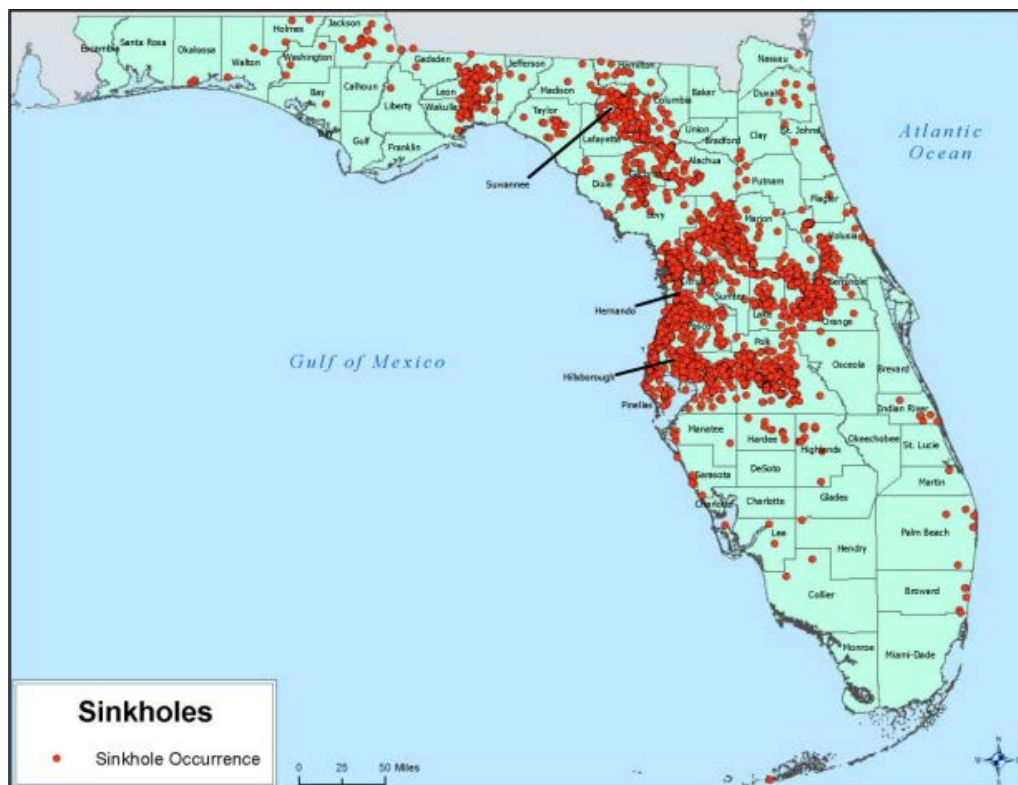 Jackson
Holmes
Escambia
Santa Rosa
Okaloosa
Walton
Washington
Gadsden
Jefferson
Hamilton
Nassau
Calhoun
Leon
Madison
Baker
Duval
Bay
Liberty
Wakulla
Taylor
Columbia
Union
Clay
St. Johns
Atlantic
Ocean
Gulf
Franklin
Lafayette
Bradford
Suwannee
Dixie
Alachua
Putnam
Flagler
Levy
Marion
Volusia
Sumter
Seminole
Hernando
Lake
Orange
Pasco
Gulf of Mexico
Polk
Osceola
Brevard
Hillsborough
Pinellas
Indian River
Manatee
Hardee
Highlands
Okeechobee
St. Lucie
Sarasota
DeSoto
Martin
Charlotte
Charlotte
Glades
Lee
Hendry
Palm Beach
Collier
Broward
Monroe
Miami-Dade
Sinkholes
Sinkhole Occurrence
0 25 50 Miles
N
W
S